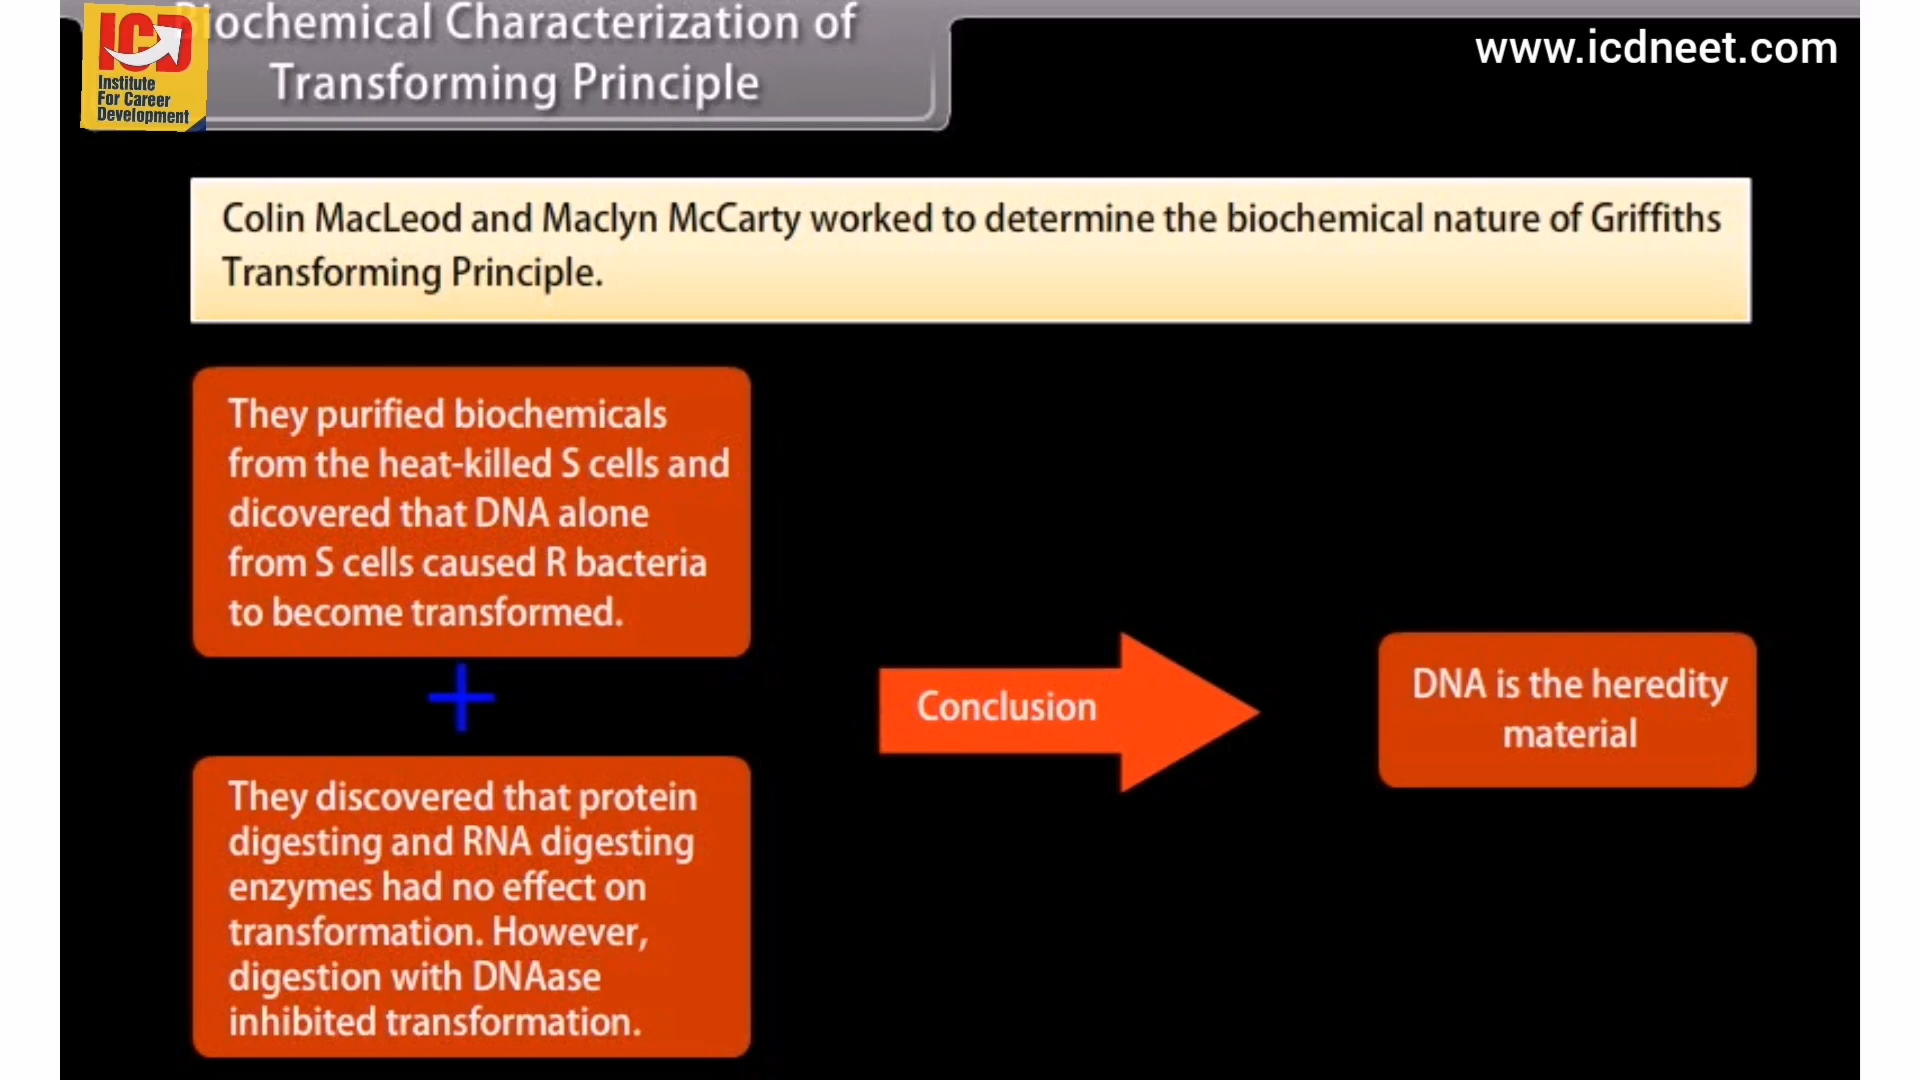 Biochemical Characterization of
Transforming Principle
ICD
Institute
For Career
Development
www.icdneet.com
Colin MacLeod and Maclyn McCarty worked to determine the biochemical nature of Griffiths
Transforming Principle.
They purified biochemicals
from the heat-killed S cells and
dicovered that DNA alone
from S cells caused R bacteria
to become transformed.
+
They discovered that protein
digesting and RNA digesting
enzymes had no effect on
transformation. However,
digestion with DNAase
inhibited transformation.
Conclusion
DNA is the heredity
material